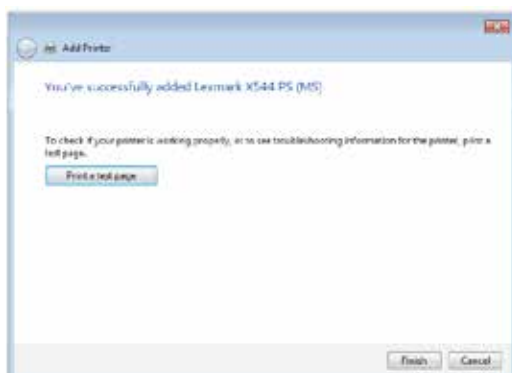 Add Printer
You've successfully added Lexmark X544 PS (MS)
To check if your printer is working properly, or to see troubleshooting information for the printer, print a
test page.
Print a test page
Finish
Cancel